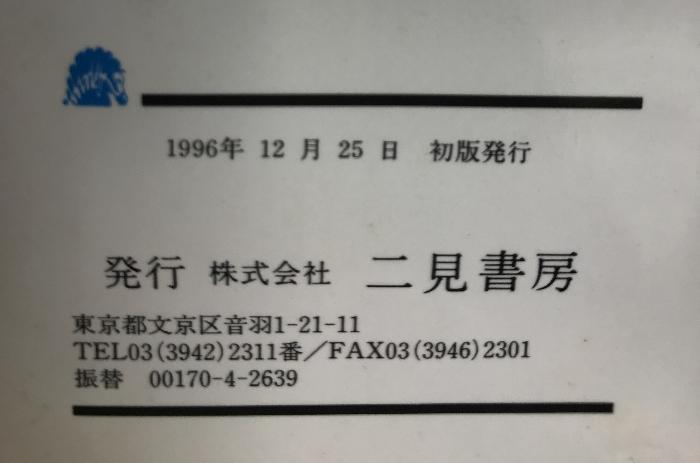 1996年 12 月 25 日　初版発行
発行 株式会社 二見書房
東京都文京区音羽1-21-11
TEL03(3942)2311番／FAX03(3946)2301
振替　00170-4-2639